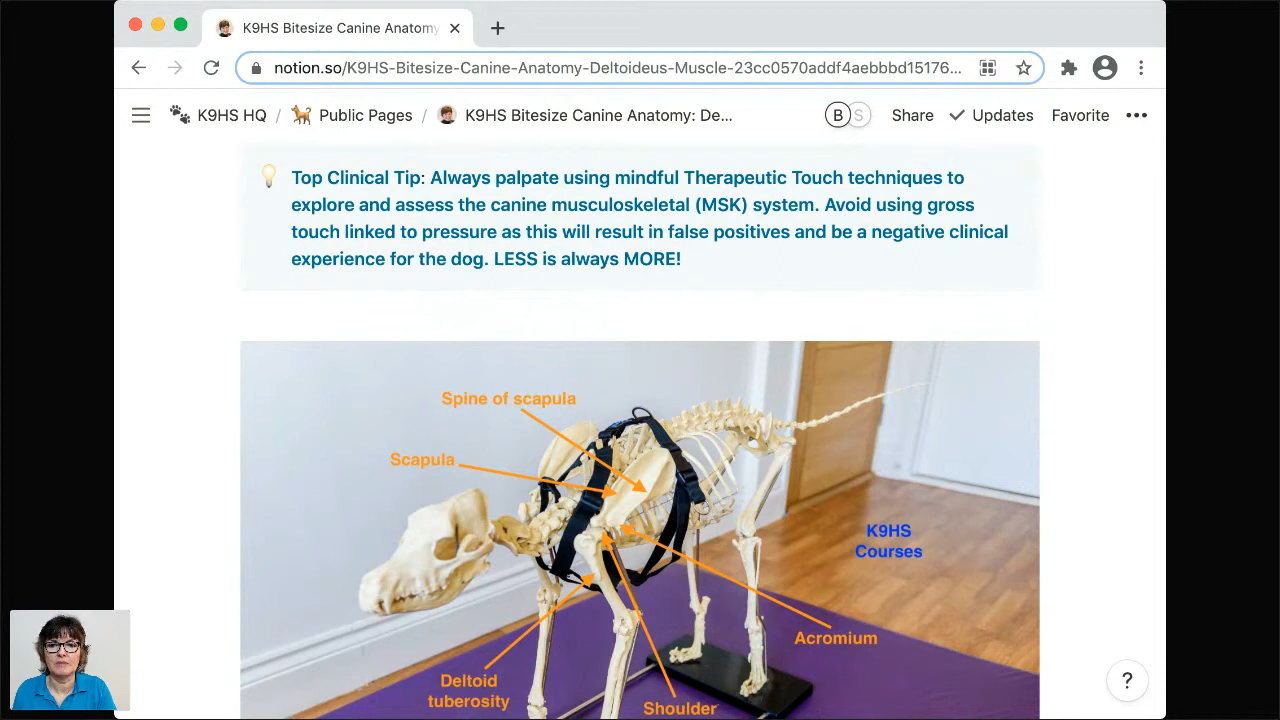 K9HS Bitesize Canine Anatomy
notion.so/K9HS-Bitesize-Canine-Anatomy-Deltoideus-Muscle-23cc0570addf4aebbbd15176...
K9HS HQ / Public Pages / K9HS Bitesize Canine Anatomy: De...
B S Share Updates Favorite
Top Clinical Tip: Always palpate using mindful Therapeutic Touch techniques to
explore and assess the canine musculoskeletal (MSK) system. Avoid using gross
touch linked to pressure as this will result in false positives and be a negative clinical
experience for the dog. LESS is always MORE!
Spine of scapula
Scapula
K9HS
Courses
Acromium
Deltoid
tuberosity
Shoulder
?